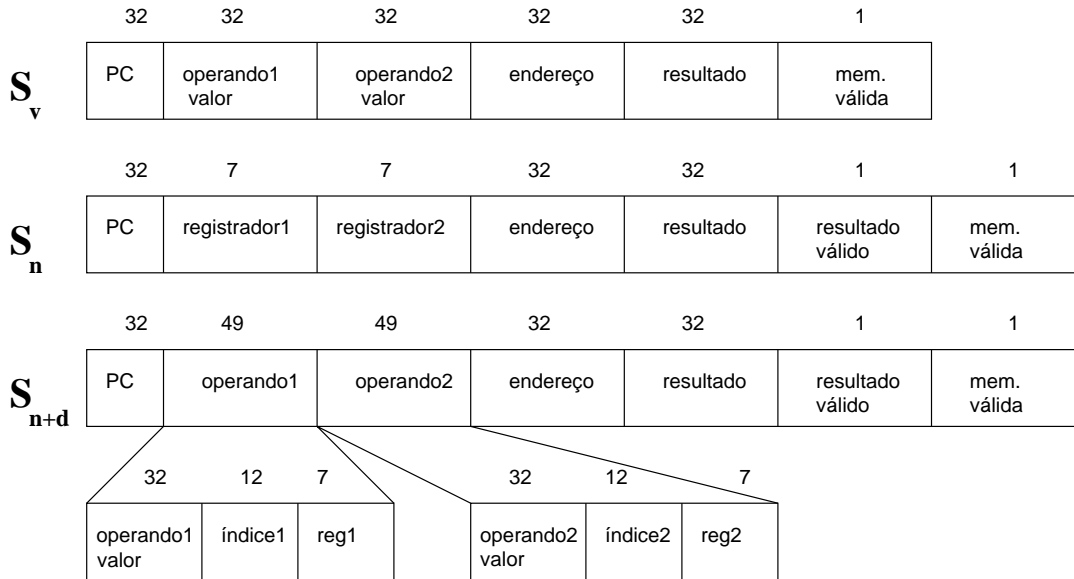 32 32 32 32 32 1
S_v PC operando1 valor operando2 valor endereço resultado mem. válida
32 7 7 32 32 1 1
S_n PC registrador1 registrador2 endereço resultado resultado válido mem. válida
32 49 49 32 32 1 1
S_n+d PC operando1 operando2 endereço resultado resultado válido mem. válida
32 12 7 32 12 7
operando1 valor índice1 reg1 operando2 valor índice2 reg2